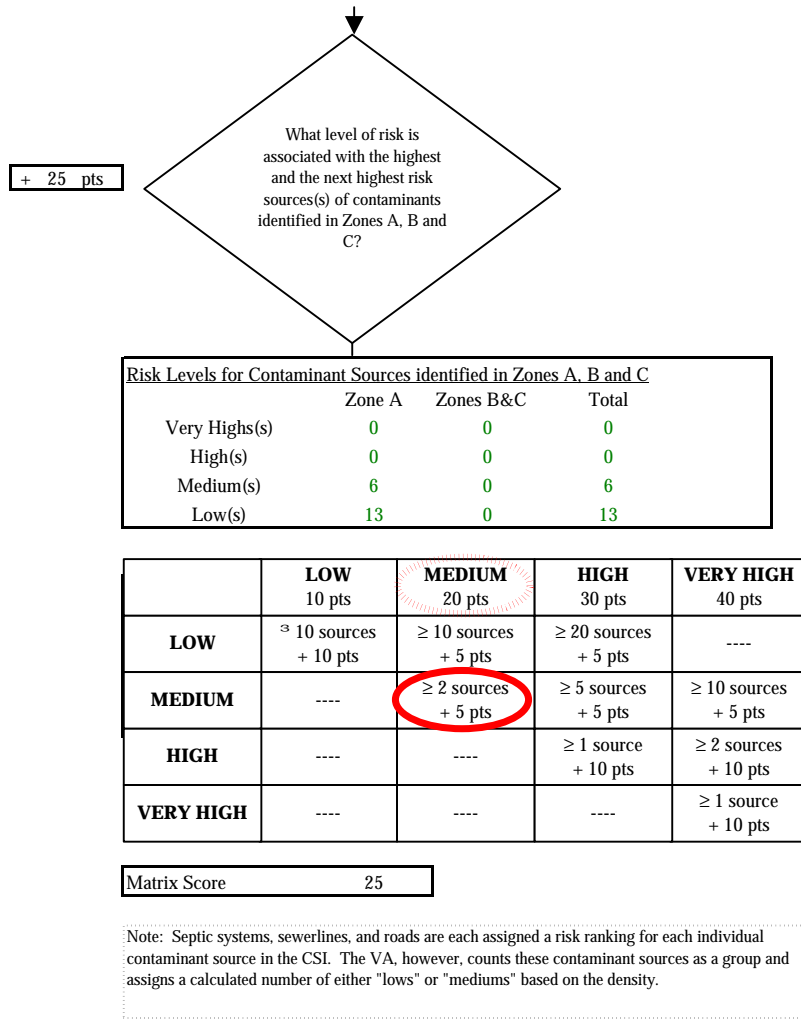 What level of risk is
associated with the highest
and the next highest risk
sources(s) of contaminants
identified in Zones A, B and
C?
+ 25 pts
Risk Levels for Contaminant Sources identified in Zones A, B and C
Zone A Zones B&C Total
Very Highs(s) 0 0 0
High(s) 0 0 0
Medium(s) 6 0 6
Low(s) 13 0 13
LOW MEDIUM HIGH VERY HIGH
10 pts 20 pts 30 pts 40 pts
LOW ³ 10 sources ≥ 10 sources ≥ 20 sources ----
+ 10 pts + 5 pts + 5 pts
MEDIUM ---- ≥ 2 sources ≥ 5 sources ≥ 10 sources
+ 5 pts + 5 pts + 5 pts
HIGH ---- ---- ≥ 1 source ≥ 2 sources
+ 10 pts + 10 pts
VERY HIGH ---- ---- ---- ≥ 1 source
+ 10 pts
Matrix Score 25
Note: Septic systems, sewerlines, and roads are each assigned a risk ranking for each individual
contaminant source in the CSI. The VA, however, counts these contaminant sources as a group and
assigns a calculated number of either "lows" or "mediums" based on the density.